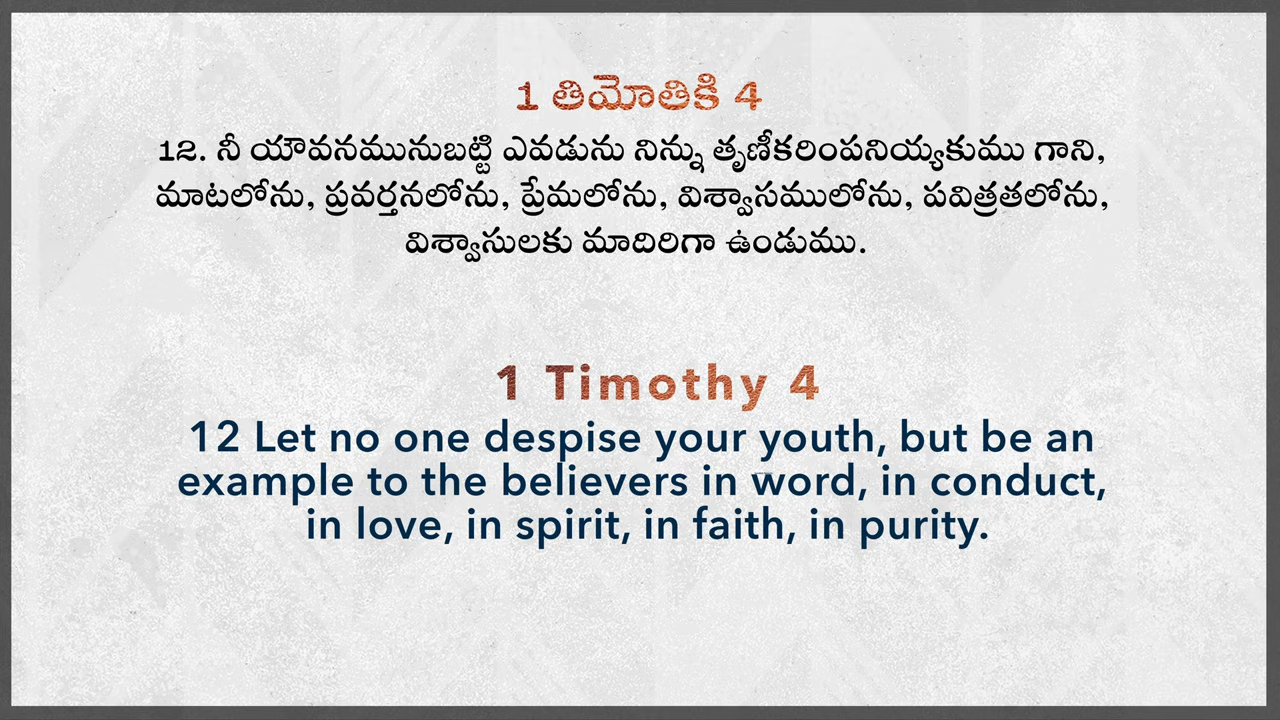 1 తిమోతికి 4
12. నీ యౌవనమునుబట్టి ఎవడును నిన్ను తృణీకరింపనియ్యకుము గాని,
మాటలోను, ప్రవర్తనలోను, ప్రేమలోను, విశ్వాసములోను, పవిత్రతలోను,
విశ్వాసులకు మాదిరిగా ఉండుము.
1 Timothy 4
12 Let no one despise your youth, but be an
example to the believers in word, in conduct,
in love, in spirit, in faith, in purity.